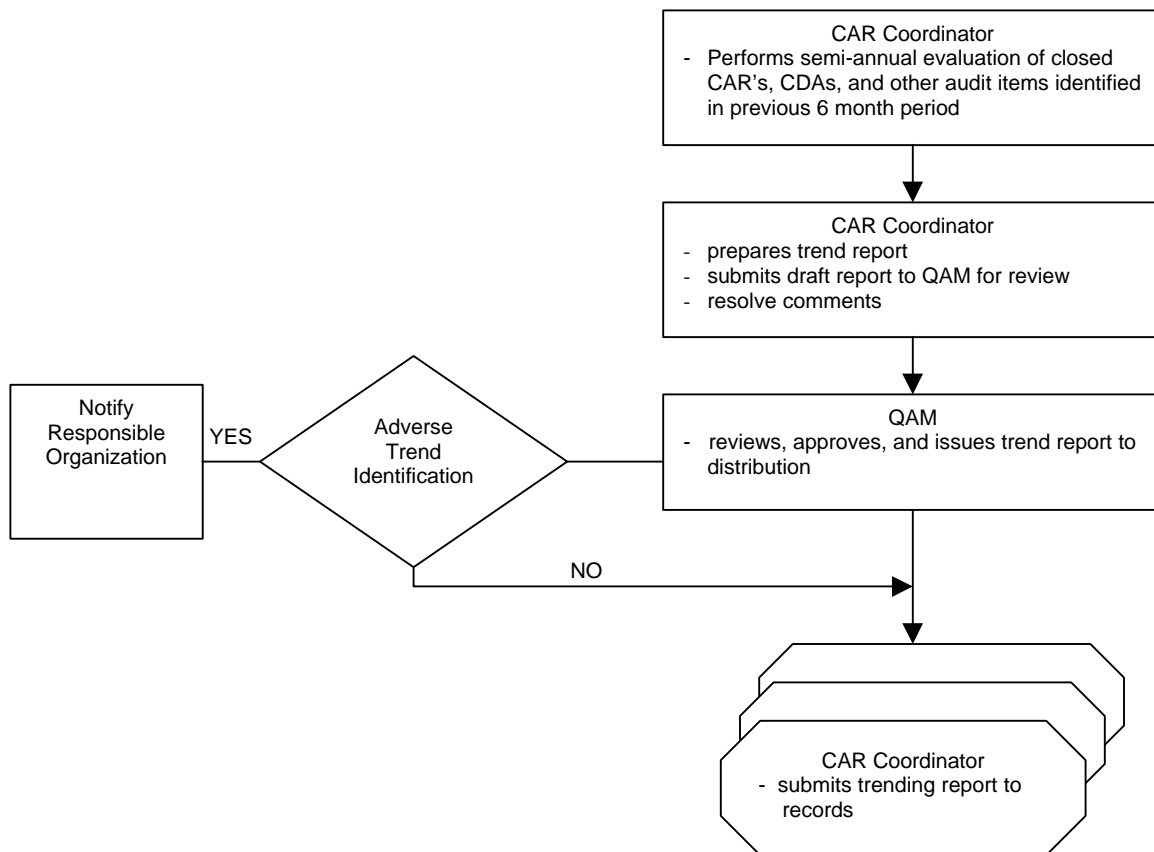 CAR Coordinator
- Performs semi-annual evaluation of closed
CAR's, CDAs, and other audit items identified
in previous 6 month period
CAR Coordinator
- prepares trend report
- submits draft report to QAM for review
- resolve comments
QAM
- reviews, approves, and issues trend report to
distribution
Adverse
Trend
Identification
YES
Notify
Responsible
Organization
NO
CAR Coordinator
- submits trending report to
records